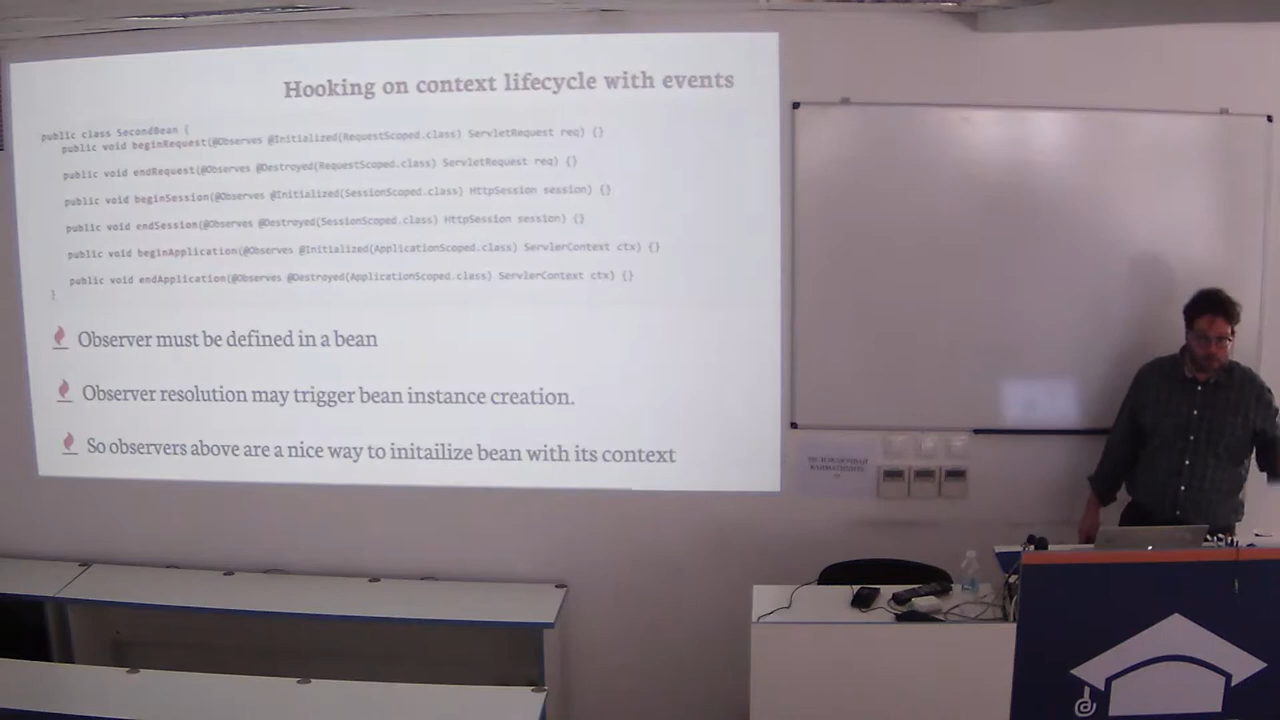 Hooking on context lifecycle with events
public class SecondBean {
public void beginRequest(@Observes @Initialized(RequestScoped.class) ServletRequest req) {}
public void endRequest(@Observes @Destroyed(RequestScoped.class) ServletRequest req) {}
public void beginSession(@Observes @Initialized(SessionScoped.class) HttpSession session) {}
public void endSession(@Observes @Destroyed(SessionScoped.class) HttpSession session) {}
public void beginApplication(@Observes @Initialized(ApplicationScoped.class) ServlerContext ctx) {}
public void endApplication(@Observes @Destroyed(ApplicationScoped.class) ServlerContext ctx) {}
}
Observer must be defined in a bean
Observer resolution may trigger bean instance creation.
So observers above are a nice way to initailize bean with its context